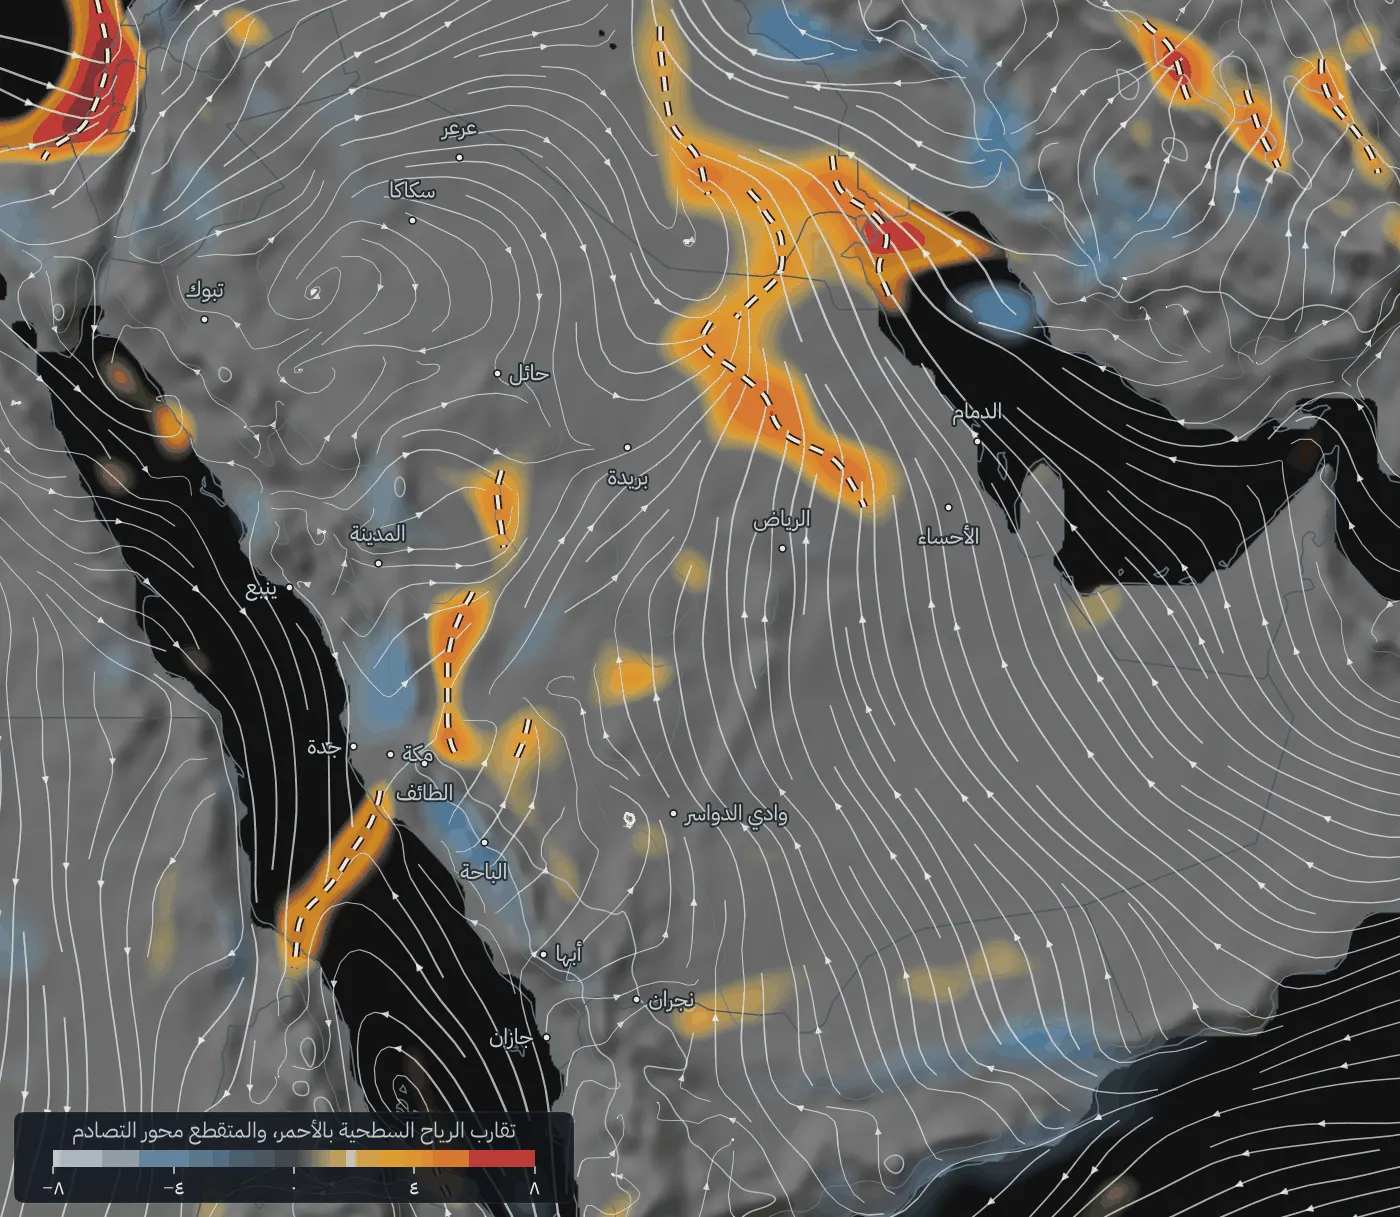 عرعر
سكاكا
تبوك
حائل
الدمام
بريدة
الرياض
الأحساء
المدينة
ينبع
جدة
مكة
الطائف
وادي الدواسر
الباحة
أبها
نجران
جازان
تقارب الرياح السطحية بالأحمر، والمتقطع محور التصادم
−٨ −٤ ٠ ٤ ٨